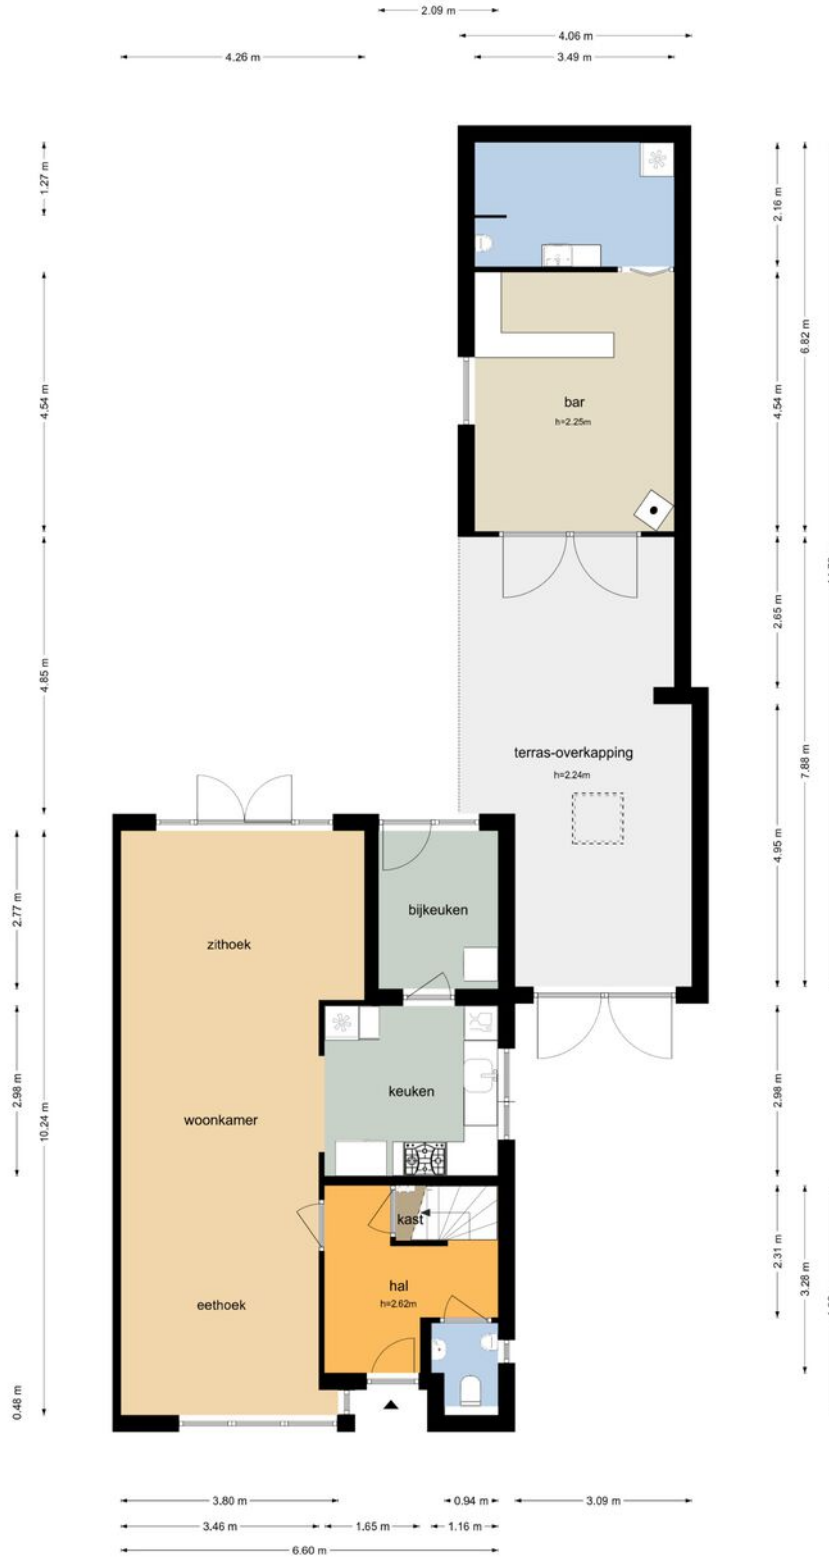 2.09 m
4.06 m
4.26 m
3.49 m
1.27 m
2.16 m
6.82 m
4.54 m
4.54 m
bar
h=2.25m
2.65 m
4.85 m
terras-overkapping
h=2.24m
7.88 m
4.95 m
2.77 m
bijkeuken
zithoek
2.98 m
10.24 m
keuken
2.98 m
woonkamer
kast
2.31 m
3.28 m
hal
h=2.62m
eethoek
0.48 m
3.80 m
0.94 m
3.09 m
3.46 m
1.65 m
1.16 m
6.60 m